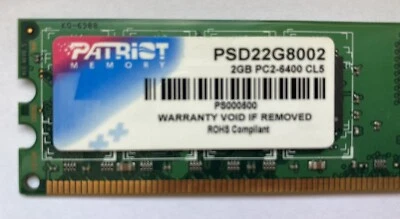 PATRIOT
MEMORY
PSD22G8002
2GB PC2-6400 CL5
PS000600
WARRANTY VOID IF REMOVED
ROHS Compliant